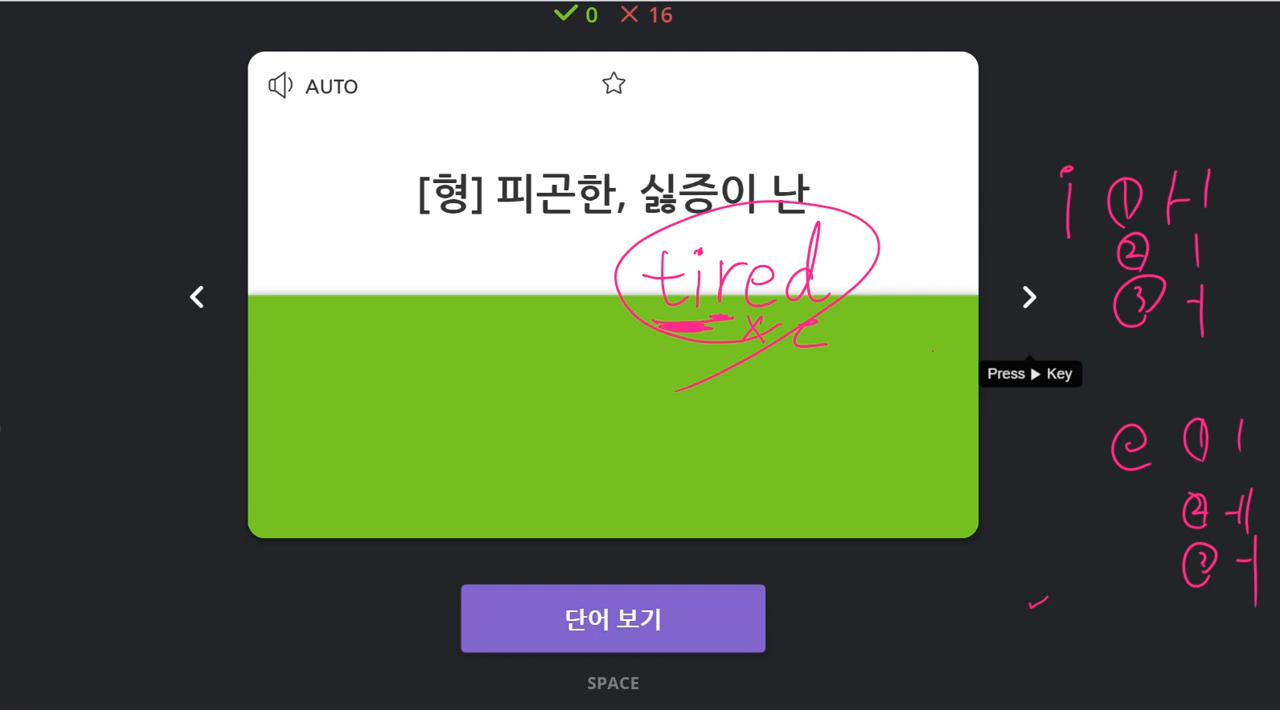 0 16
AUTO
[형] 피곤한, 싫증이 난
tired
x e
Press ▶ Key
i ① ㅏㅣ
② ㅣ
③ ㅓ
e ① ㅣ
② ㅔ
③ ㅓ
단어 보기
SPACE